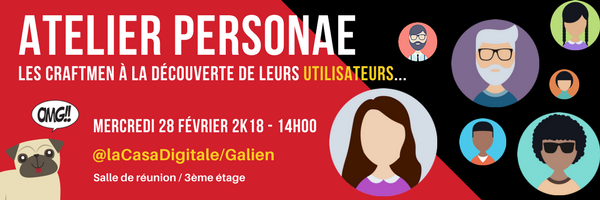 ATELIER PERSONAE
LES CRAFTMEN À LA DÉCOUVERTE DE LEURS UTILISATEURS...
OMG!!
MERCREDI 28 FÉVRIER 2K18 - 14H00
@laCasaDigitale/Galien
Salle de réunion / 3ème étage